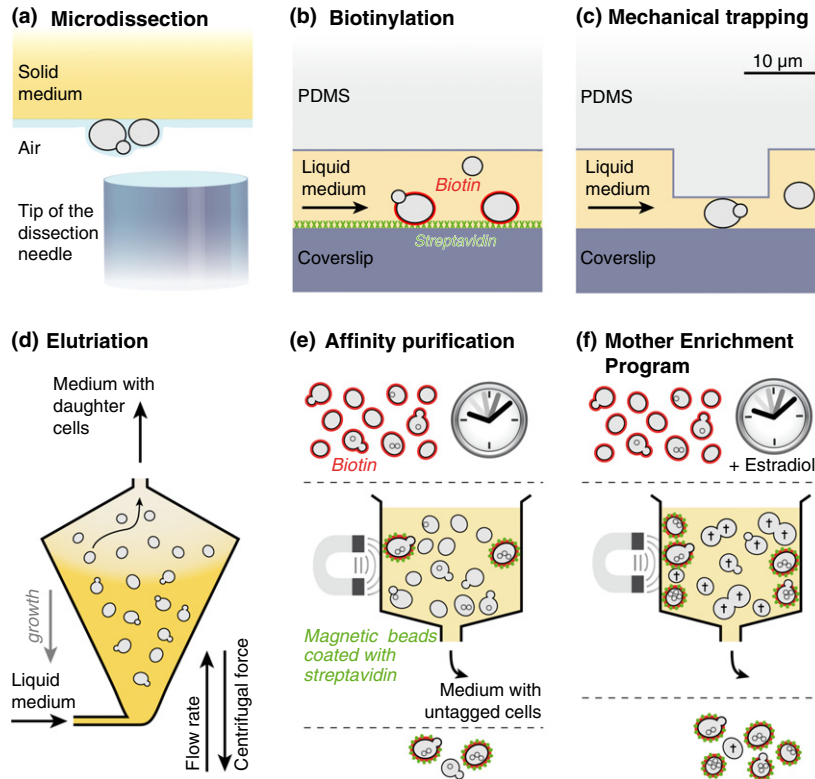 (a) Microdissection
Solid
medium
Air
Tip of the
dissection
needle
(b) Biotinylation
PDMS
Liquid
medium
Biotin
Streptavidin
Coverslip
(c) Mechanical trapping
10 µm
PDMS
Liquid
medium
Coverslip
(d) Elutriation
Medium with
daughter
cells
growth
Liquid
medium
Flow rate
Centrifugal force
(e) Affinity purification
Biotin
Magnetic beads
coated with
streptavidin
Medium with
untagged cells
(f) Mother Enrichment
Program
+ Estradiol